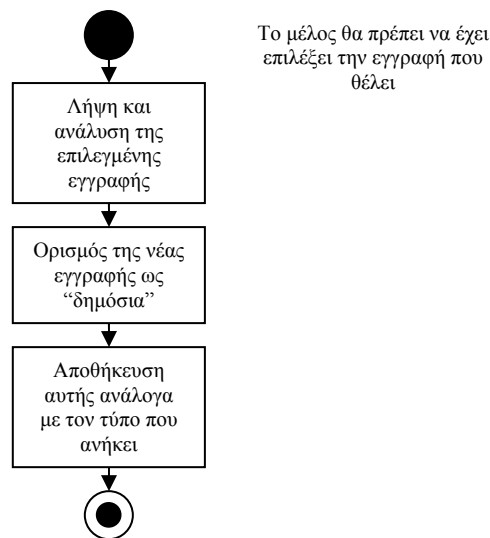 Το μέλος θα πρέπει να έχει
επιλέξει την εγγραφή που
θέλει
Λήψη και
ανάλυση της
επιλεγμένης
εγγραφής
Ορισμός της νέας
εγγραφής ως
“δημόσια”
Αποθήκευση
αυτής ανάλογα
με τον τύπο που
ανήκει